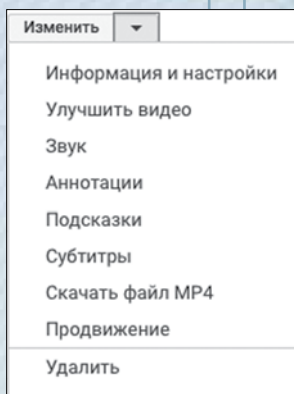 Изменить
Информация и настройки
Улучшить видео
Звук
Аннотации
Подсказки
Субтитры
Скачать файл MP4
Продвижение
Удалить